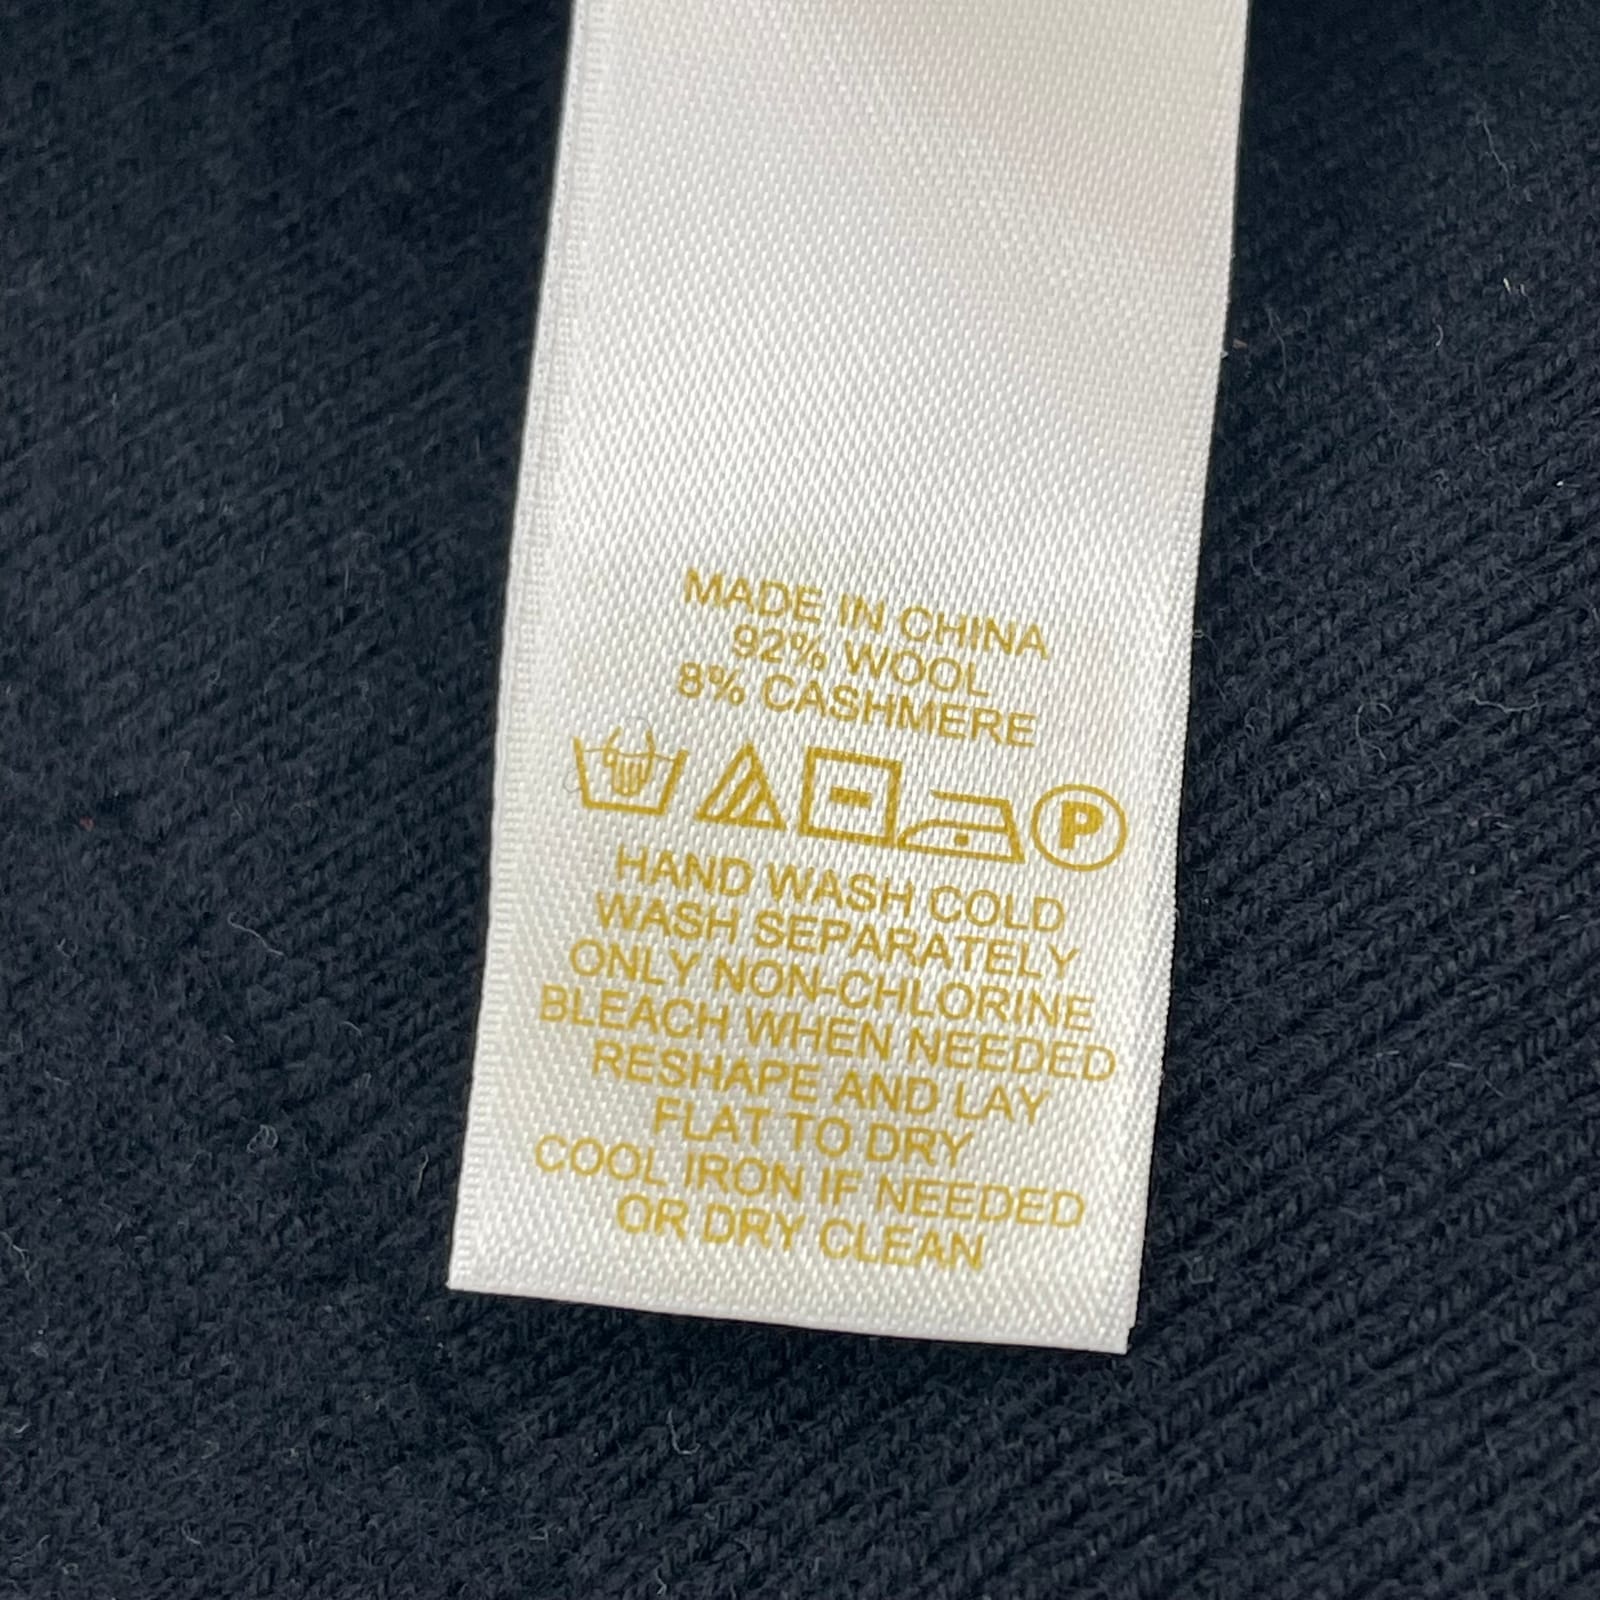 MADE IN CHINA
92% WOOL
8% CASHMERE
P
HAND WASH COLD
WASH SEPARATELY
ONLY NON-CHLORINE
BLEACH WHEN NEEDED
RESHAPE AND LAY
FLAT TO DRY
COOL IRON IF NEEDED
OR DRY CLEAN